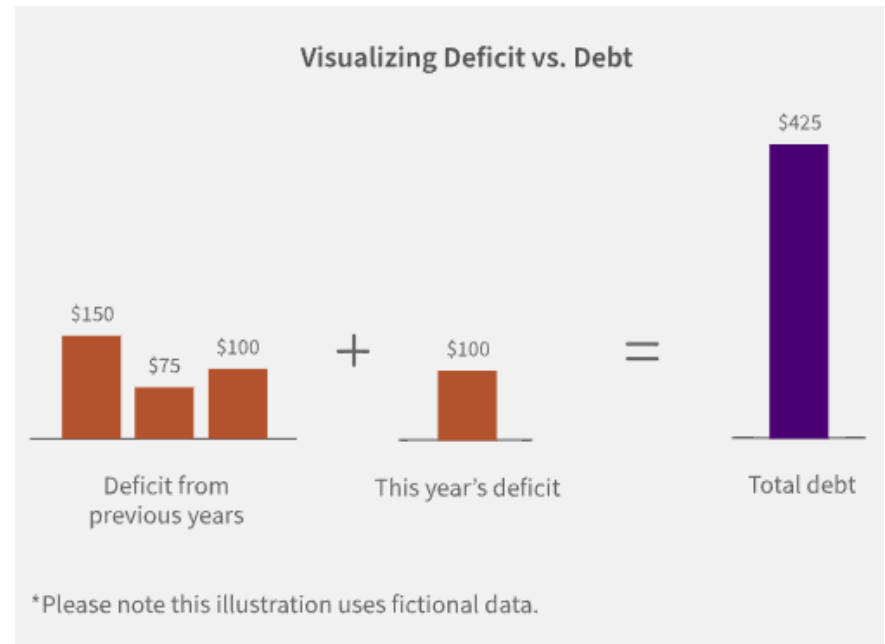 Visualizing Deficit vs. Debt
$425
$150
$75
$100
+
$100
=
Deficit from
previous years
This year’s deficit
Total debt
*Please note this illustration uses fictional data.